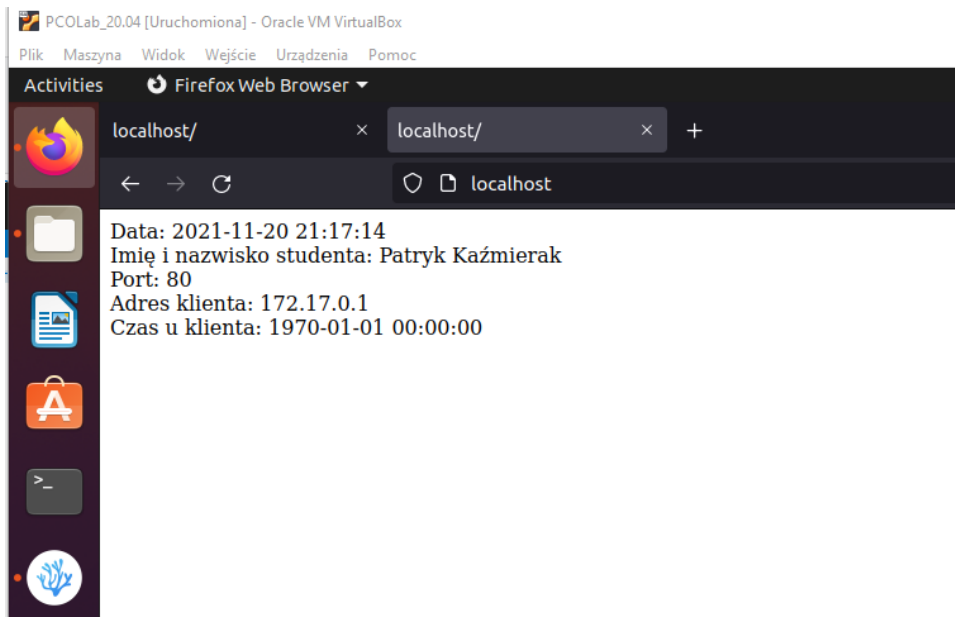 PCOLab_20.04 [Uruchomiona] - Oracle VM VirtualBox
Plik Maszyna Widok Wejście Urządzenia Pomoc
Activities Firefox Web Browser
localhost/ × localhost/ × +
localhost
Data: 2021-11-20 21:17:14
Imię i nazwisko studenta: Patryk Kaźmierak
Port: 80
Adres klienta: 172.17.0.1
Czas u klienta: 1970-01-01 00:00:00
>_